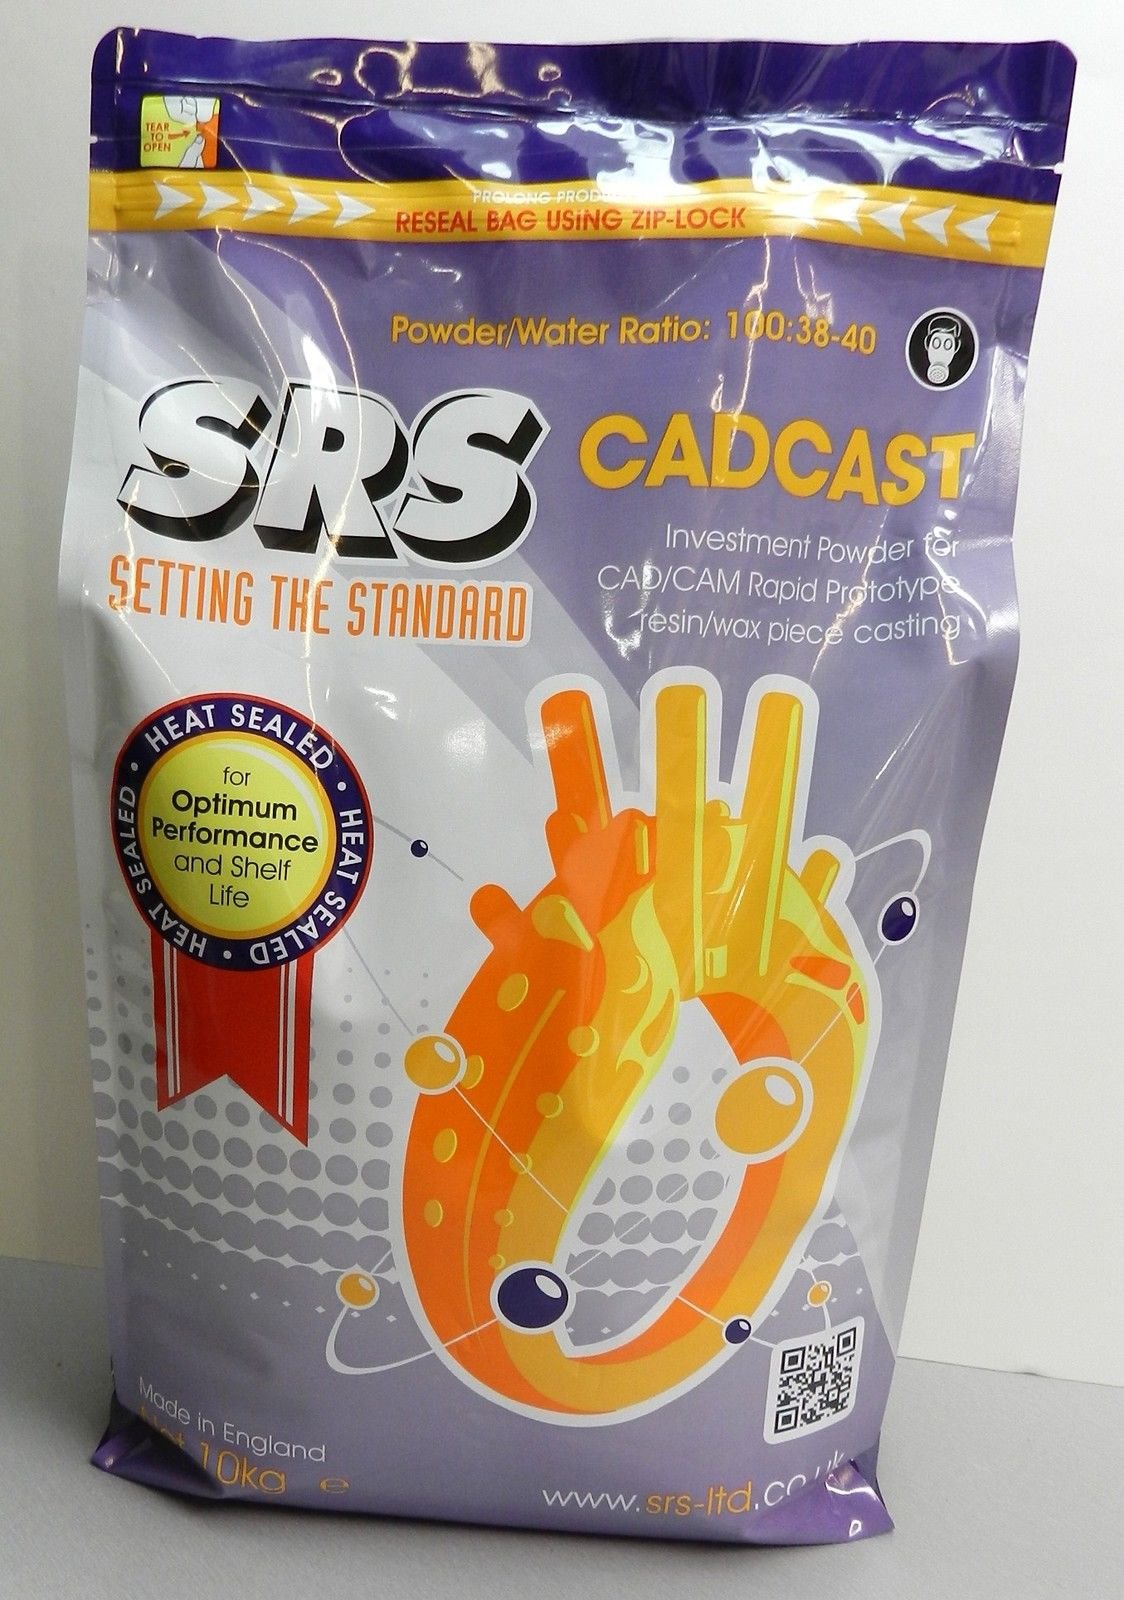 TEAR
TO
OPEN
PROLONG
RESEAL BAG USING ZIP-LOCK
Powder/Water Ratio: 100:38-40
SRS
SETTING THE STANDARD
CADCAST
Investment Powder for
CAD/CAM Rapid Prototype
resin/wax piece casting
HEAT SEALED • HEAT SEALED • HEAT SEALED •
for
Optimum
Performance
and Shelf
Life
Made in England
Net 10kg e
www.srs-ltd.co.uk